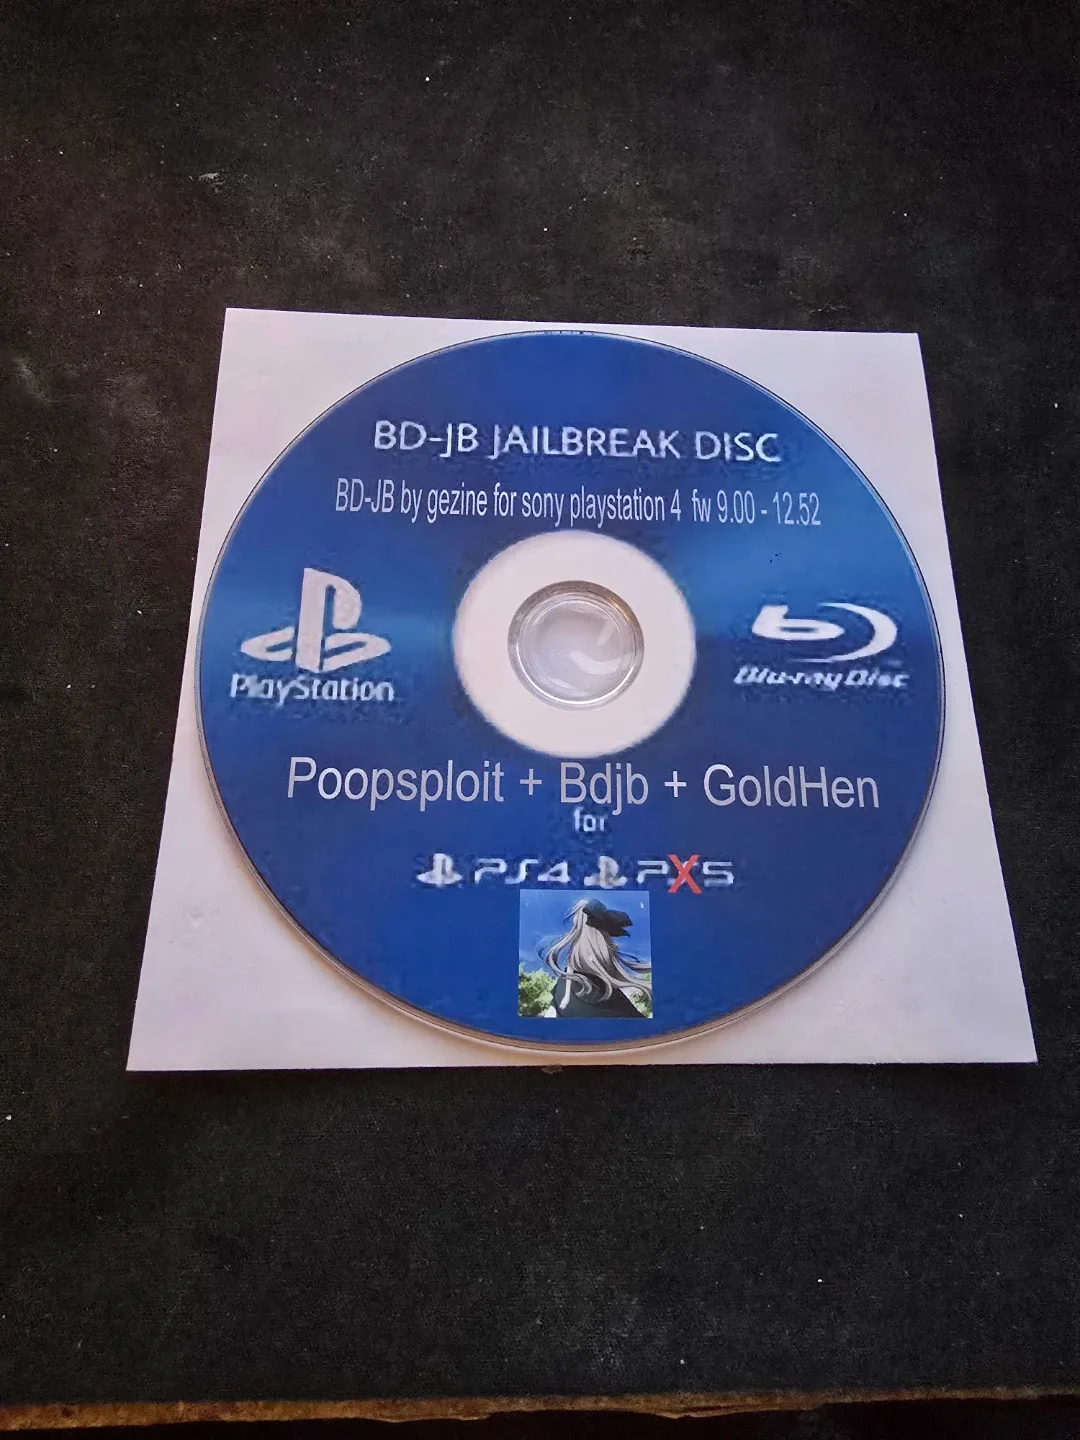 BD-JB JAILBREAK DISC
BD-JB by gezine for sony playstation 4 fw 9.00 - 12.52
PlayStation
Blu-ray Disc
Poopsploit + Bdjb + GoldHen
for
PS4 PS5